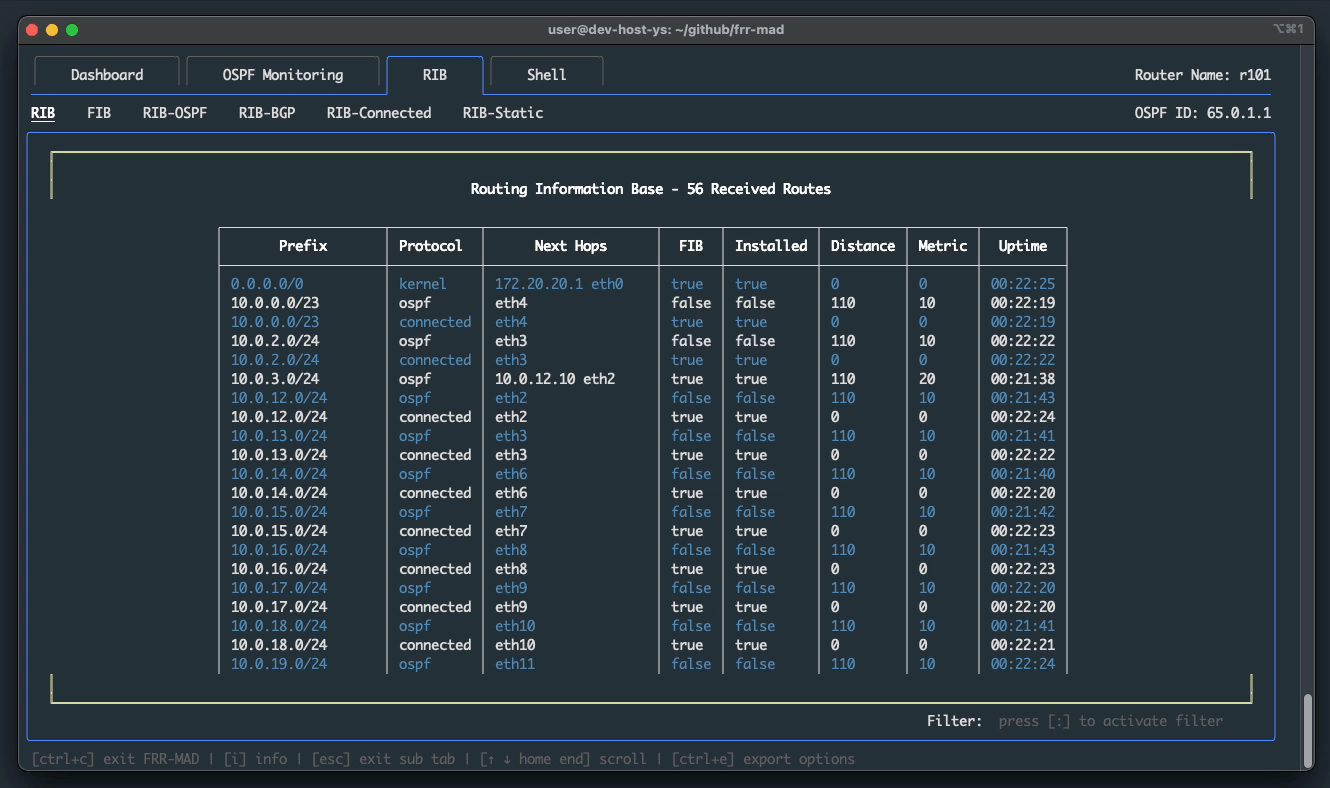 user@dev-host-ys: ~/github/frr-mad
⌥⌘1
Dashboard OSPF Monitoring RIB Shell Router Name: r101
RIB FIB RIB-OSPF RIB-BGP RIB-Connected RIB-Static OSPF ID: 65.0.1.1
Routing Information Base - 56 Received Routes
Prefix Protocol Next Hops FIB Installed Distance Metric Uptime
0.0.0.0/0 kernel 172.20.20.1 eth0 true true 0 0 00:22:25
10.0.0.0/23 ospf eth4 false false 110 10 00:22:19
10.0.0.0/23 connected eth4 true true 0 0 00:22:19
10.0.2.0/24 ospf eth3 false false 110 10 00:22:22
10.0.2.0/24 connected eth3 true true 0 0 00:22:22
10.0.3.0/24 ospf 10.0.12.10 eth2 true true 110 20 00:21:38
10.0.12.0/24 ospf eth2 false false 110 10 00:21:43
10.0.12.0/24 connected eth2 true true 0 0 00:22:24
10.0.13.0/24 ospf eth3 false false 110 10 00:21:41
10.0.13.0/24 connected eth3 true true 0 0 00:22:22
10.0.14.0/24 ospf eth6 false false 110 10 00:21:40
10.0.14.0/24 connected eth6 true true 0 0 00:22:20
10.0.15.0/24 ospf eth7 false false 110 10 00:21:42
10.0.15.0/24 connected eth7 true true 0 0 00:22:23
10.0.16.0/24 ospf eth8 false false 110 10 00:21:43
10.0.16.0/24 connected eth8 true true 0 0 00:22:23
10.0.17.0/24 ospf eth9 false false 110 10 00:22:20
10.0.17.0/24 connected eth9 true true 0 0 00:22:20
10.0.18.0/24 ospf eth10 false false 110 10 00:21:41
10.0.18.0/24 connected eth10 true true 0 0 00:22:21
10.0.19.0/24 ospf eth11 false false 110 10 00:22:24
Filter: press [:] to activate filter
[ctrl+c] exit FRR-MAD | [i] info | [esc] exit sub tab | [↑ ↓ home end] scroll | [ctrl+e] export options